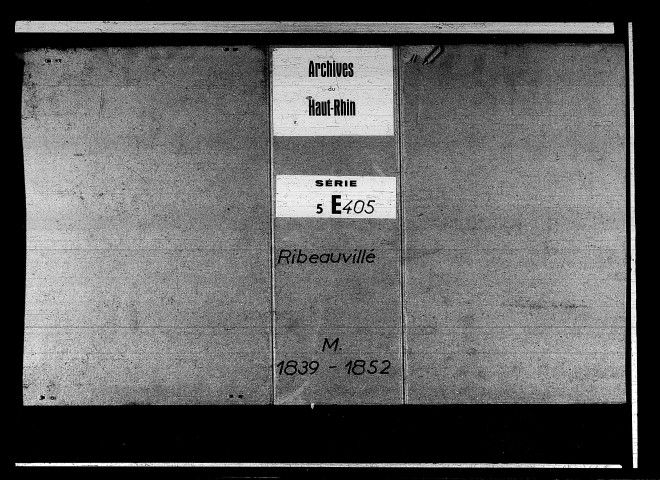 Archives
du
Haut-Rhin
SÉRIE
5 E405
Ribeauvillé
M.
1839 - 1852